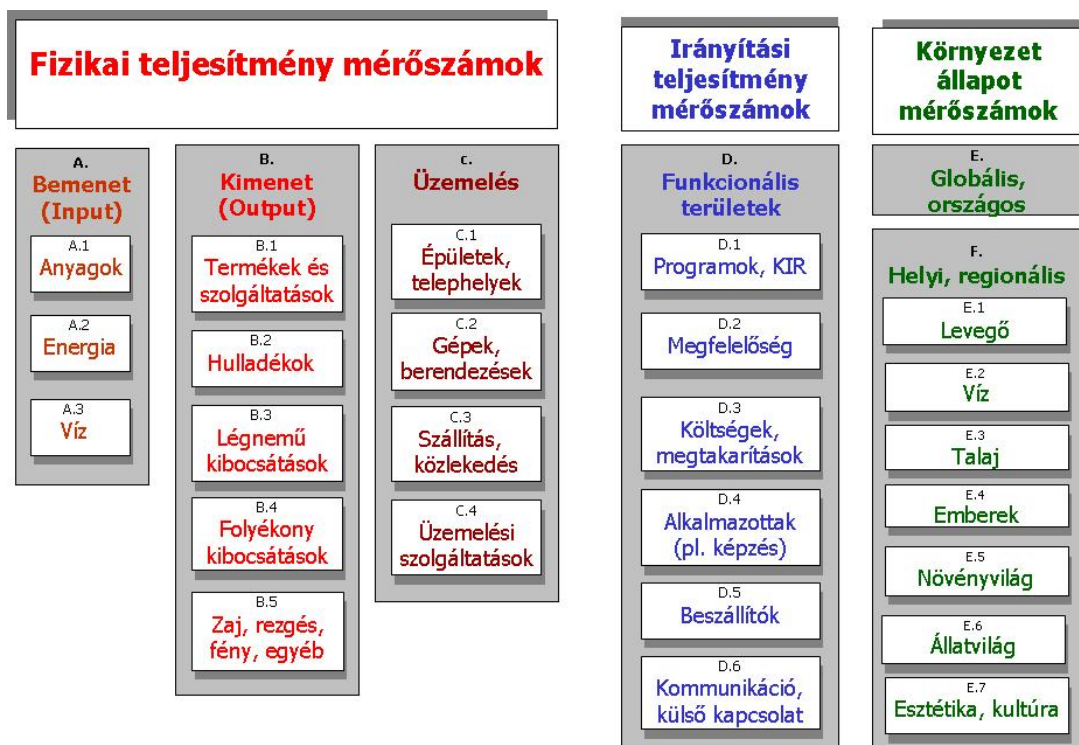 Fizikai teljesítmény mérőszámok
A.
Bemenet
(Input)
A.1
Anyagok
A.2
Energia
A.3
Víz
B.
Kimenet
(Output)
B.1
Termékek és
szolgáltatások
B.2
Hulladékok
B.3
Légnemű
kibocsátások
B.4
Folyékony
kibocsátások
B.5
Zaj, rezgés,
fény, egyéb
C.
Üzemelés
C.1
Épületek,
telephelyek
C.2
Gépek,
berendezések
C.3
Szállítás,
közlekedés
C.4
Üzemelési
szolgáltatások
Irányítási
teljesítmény
mérőszámok
D.
Funkcionális
területek
D.1
Programok, KIR
D.2
Megfelelőség
D.3
Költségek,
megtakarítások
D.4
Alkalmazottak
(pl. képzés)
D.5
Beszállítók
D.6
Kommunikáció,
külső kapcsolat
Környezet
állapot
mérőszámok
E.
Globális,
országos
F.
Helyi, regionális
E.1
Levegő
E.2
Víz
E.3
Talaj
E.4
Emberek
E.5
Növényvilág
E.6
Állatvilág
E.7
Esztétika, kultúra